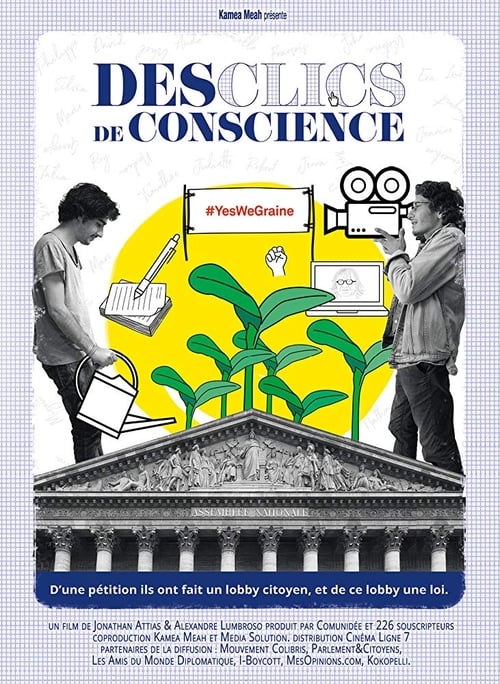 Kamea Meah présente
DESCLICS
DE CONSCIENCE
#YesWeGraine
ASSEMBLEE NATIONALE
D'une pétition ils ont fait un lobby citoyen, et de ce lobby une loi.
UN FILM DE JONATHAN ATTIAS & ALEXANDRE LUMBROSO PRODUIT PAR COMUNIDÉE ET 226 SOUSCRIPTEURS
COPRODUCTION KAMEA MEAH ET MEDIA SOLUTION. DISTRIBUTION CINÉMA LIGNE 7
PARTENAIRES DE LA DIFFUSION : MOUVEMENT COLIBRIS, PARLEMENT&CITOYENS,
LES AMIS DU MONDE DIPLOMATIQUE, I-BOYCOTT, MESOPINIONS.COM, KOKOPELLI.